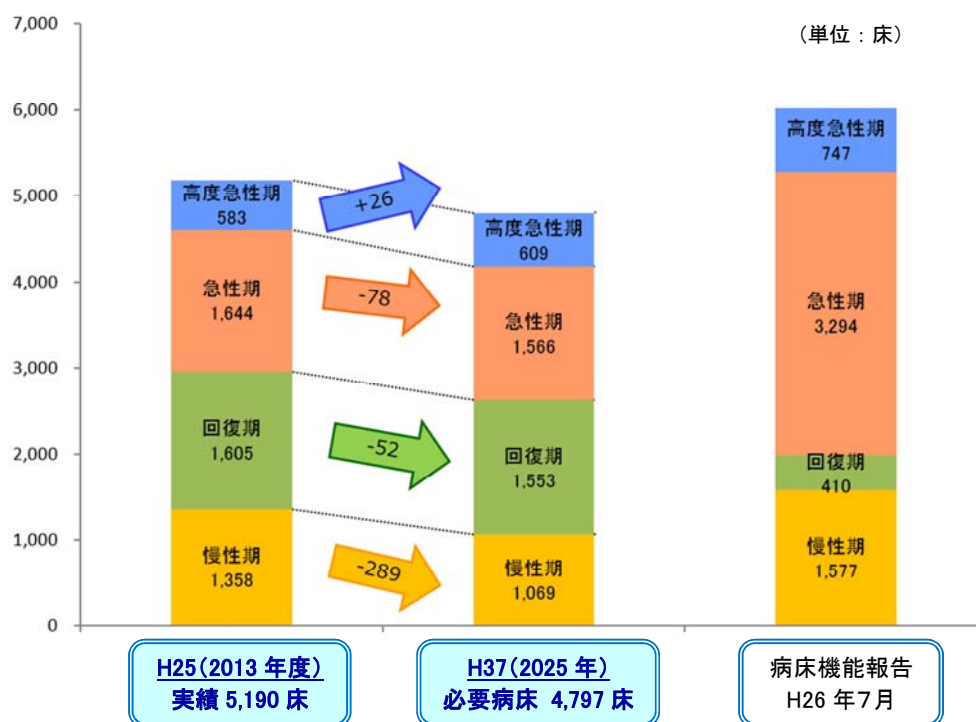 (単位：床)
7,000
6,000
5,000
4,000
3,000
2,000
1,000
0
高度急性期
583
急性期
1,644
回復期
1,605
慢性期
1,358
+26
-78
-52
-289
高度急性期
609
急性期
1,566
回復期
1,553
慢性期
1,069
高度急性期
747
急性期
3,294
回復期
410
慢性期
1,577
H25(2013 年度)
実績 5,190 床
H37(2025 年)
必要病床 4,797 床
病床機能報告
H26 年7月